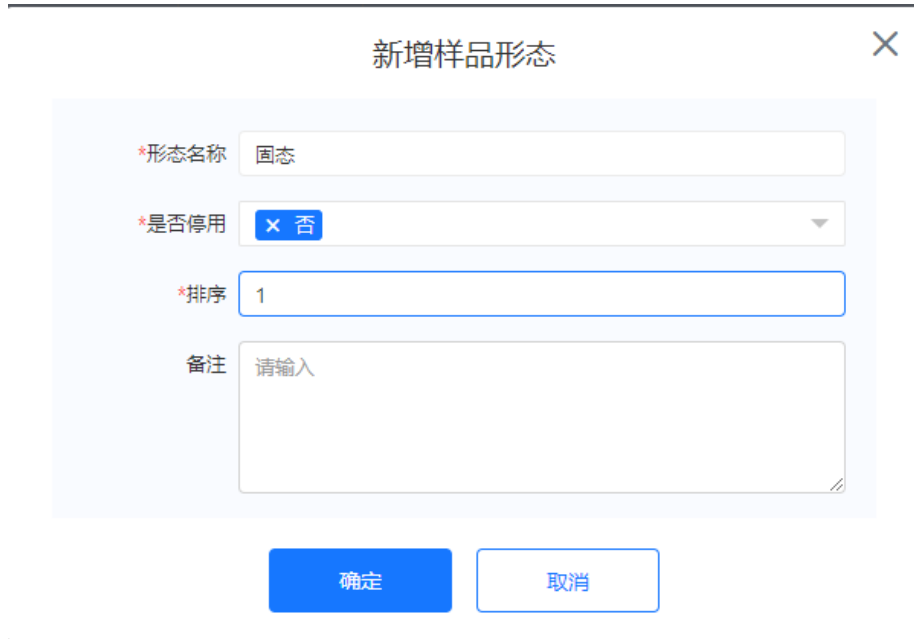 新增样品形态
*形态名称 固态
*是否停用 × 否
*排序 1
备注 请输入
确定 取消